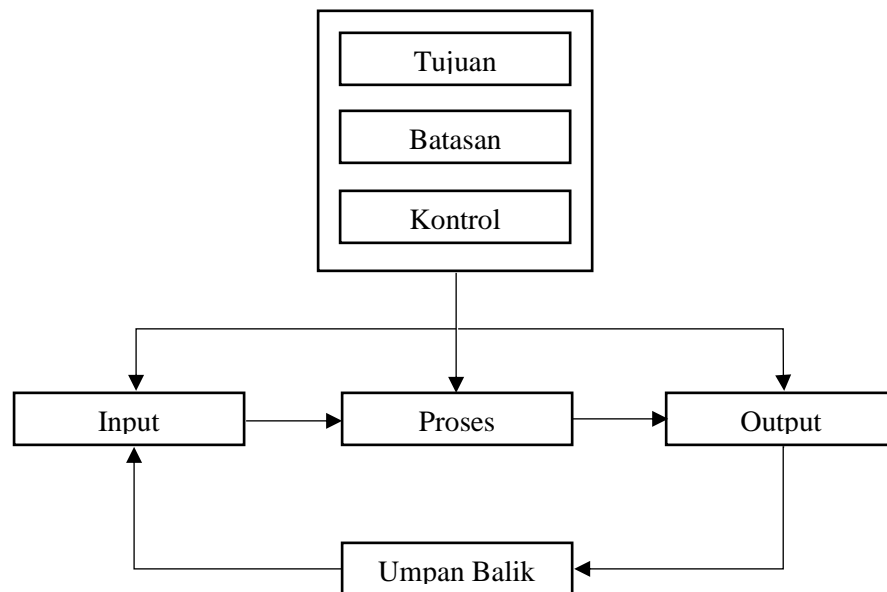 Tujuan
Batasan
Kontrol
Input
Proses
Output
Umpan Balik